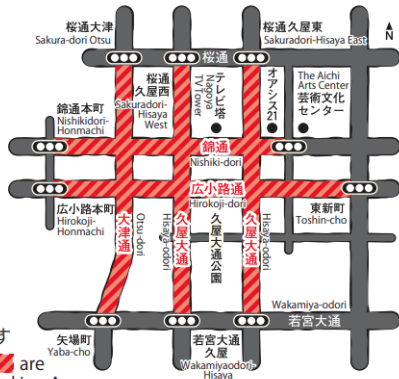 桜通大津
Sakura-dori Otsu
桜通久屋東
Sakuradori-Hisaya East
N
桜通
桜通
久屋西
Sakuradori-
Hisaya
West
テレビ塔
Nagoya
TV Tower
オアシス21
The Aichi
Arts Center
芸術文化
センター
錦通本町
Nishikidori-
Honmachi
錦通
Nishiki-dori
広小路通
Hirokoji-dori
広小路本町
Hirokoji-
Honmachi
東新町
Toshin-cho
大津通
Otsu-dori
Hisaya-odori
久屋大通
久屋大通公園
久屋大通
Hisaya-odori
Wakamiya-odori
若宮大通
す
矢場町
Yaba-cho
若宮大通
久屋
Wakamiyaodori-
Hisaya
are